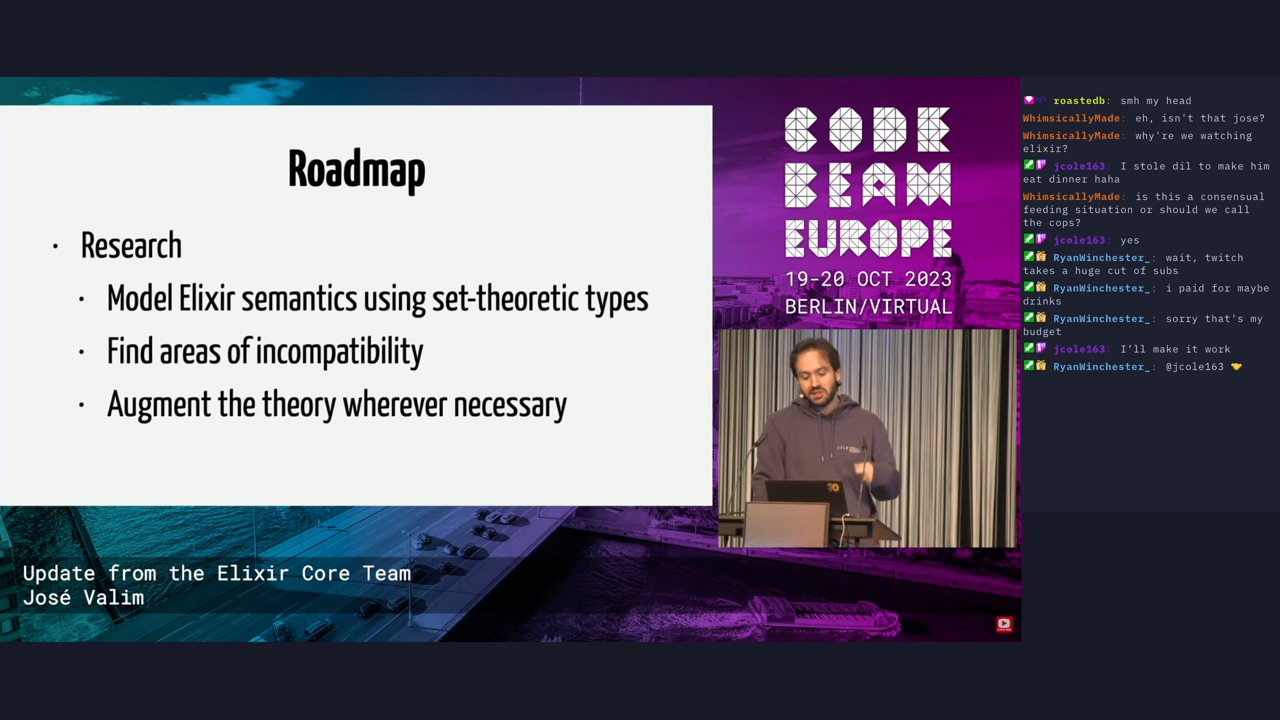 Roadmap
· Research
· Model Elixir semantics using set-theoretic types
· Find areas of incompatibility
· Augment the theory wherever necessary
CODE
BEAM
EUROPE
19-20 OCT 2023
BERLIN/VIRTUAL
Update from the Elixir Core Team
José Valim
roastedb: smh my head
WhimsicallyMade: eh, isn't that jose?
WhimsicallyMade: why're we watching
elixir?
jcole163: I stole dil to make him
eat dinner haha
WhimsicallyMade: is this a consensual
feeding situation or should we call
the cops?
jcole163: yes
RyanWinchester_: wait, twitch
takes a huge cut of subs
RyanWinchester_: i paid for maybe
drinks
RyanWinchester_: sorry that's my
budget
jcole163: I’ll make it work
RyanWinchester_: @jcole163 🤝